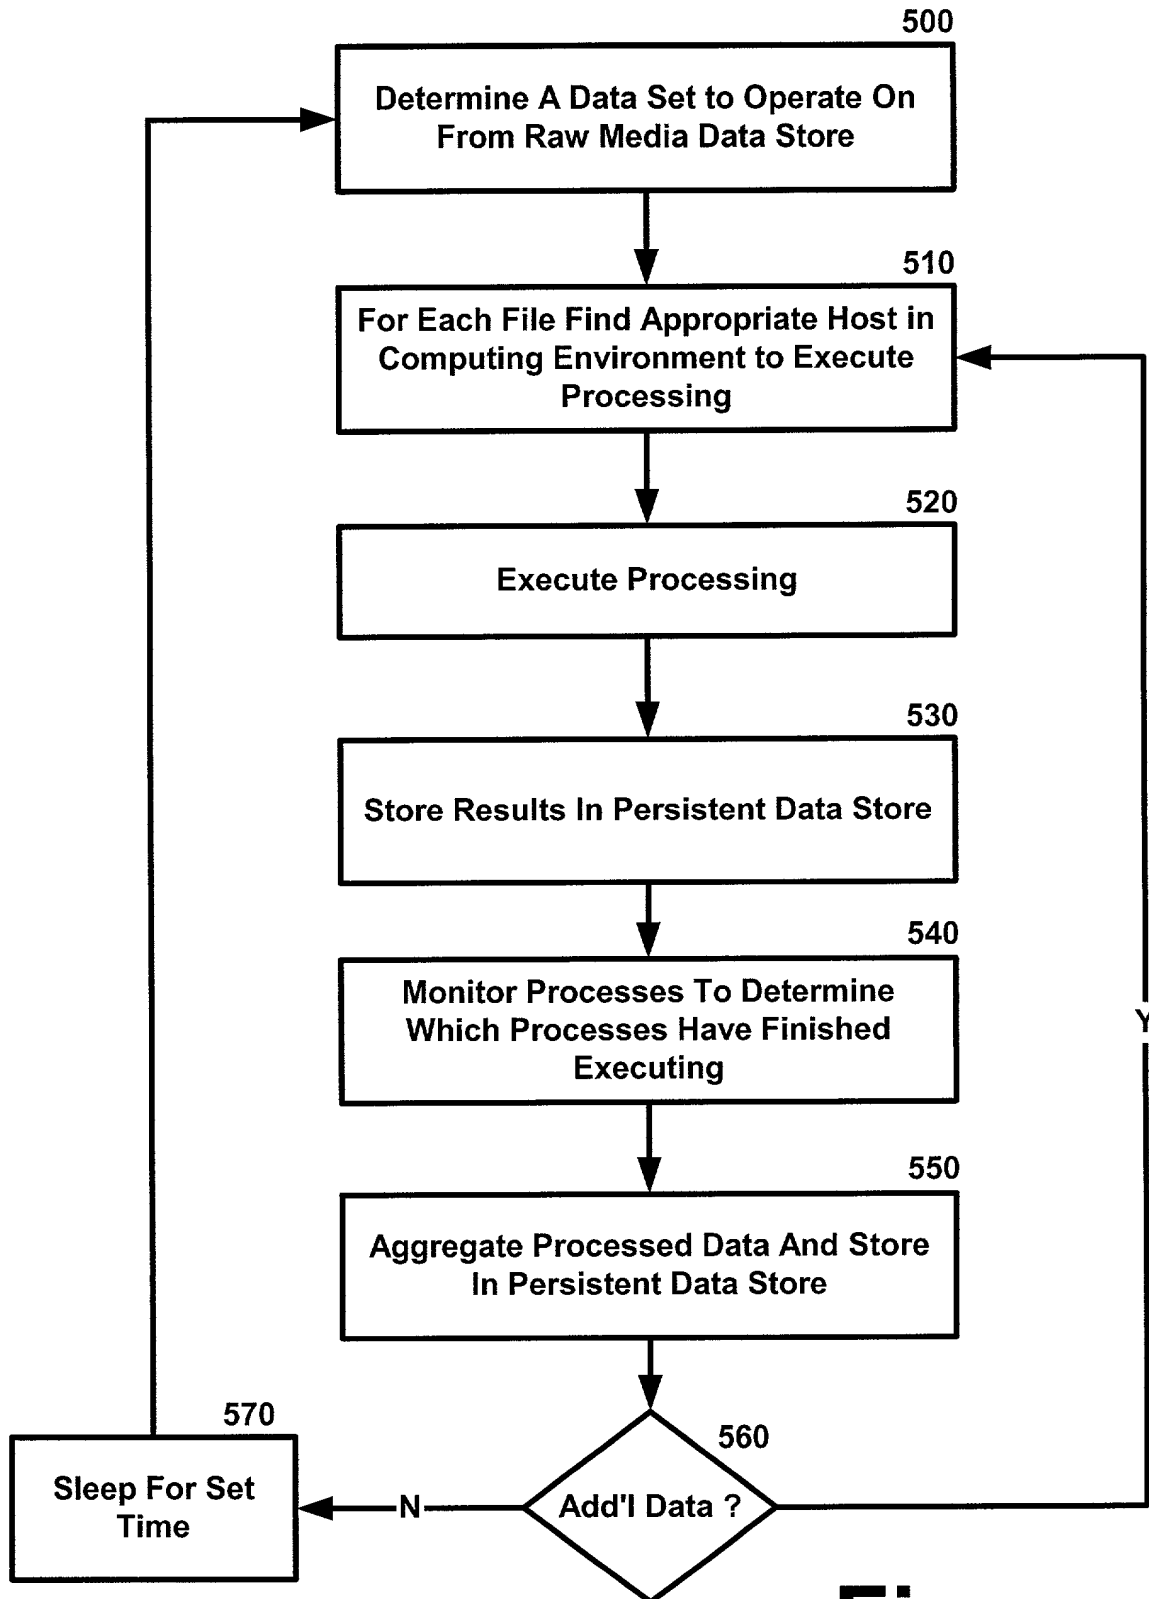 500
Determine A Data Set to Operate On
From Raw Media Data Store
510
For Each File Find Appropriate Host in
Computing Environment to Execute
Processing
520
Execute Processing
530
Store Results In Persistent Data Store
540
Monitor Processes To Determine
Which Processes Have Finished
Executing
Y
550
Aggregate Processed Data And Store
In Persistent Data Store
570
Sleep For Set
Time
N
560
Add'l Data ?